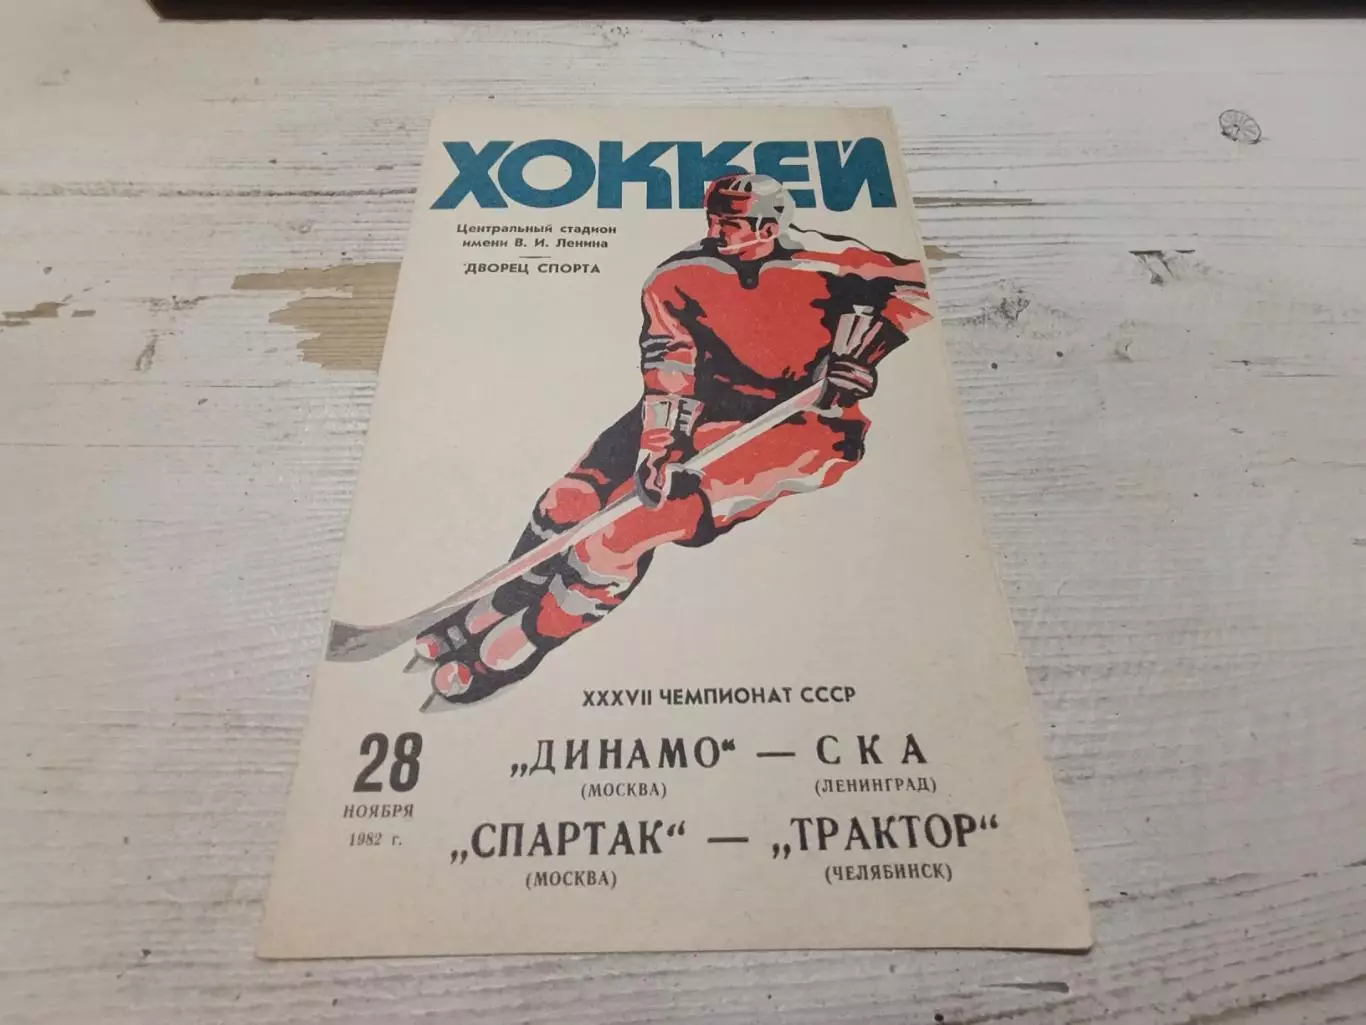 ХОККЕЙ
Центральный стадион
имени В. И. Ленина
ДВОРЕЦ СПОРТА
XXXVII ЧЕМПИОНАТ СССР
28
НОЯБРЯ
1982 г.
„ДИНАМО“ — СКА
(МОСКВА) (ЛЕНИНГРАД)
„СПАРТАК“ — „ТРАКТОР“
(МОСКВА) (ЧЕЛЯБИНСК)